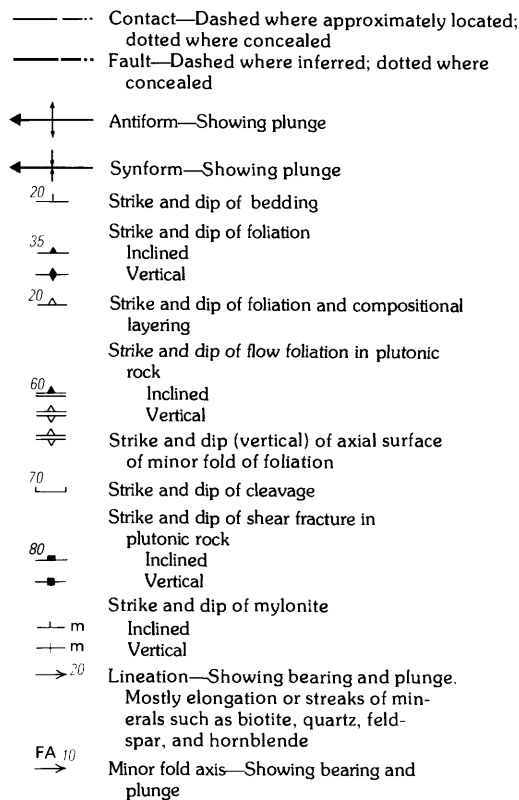 Contact—Dashed where approximately located;
dotted where concealed
Fault—Dashed where inferred; dotted where
concealed
Antiform—Showing plunge
Synform—Showing plunge
20 Strike and dip of bedding
Strike and dip of foliation
35 Inclined
Vertical
20 Strike and dip of foliation and compositional
layering
Strike and dip of flow foliation in plutonic
rock
60 Inclined
Vertical
Strike and dip (vertical) of axial surface
of minor fold of foliation
70 Strike and dip of cleavage
Strike and dip of shear fracture in
plutonic rock
80 Inclined
Vertical
Strike and dip of mylonite
m Inclined
m Vertical
20 Lineation—Showing bearing and plunge.
Mostly elongation or streaks of min-
erals such as biotite, quartz, feld-
spar, and hornblende
FA 10 Minor fold axis—Showing bearing and
plunge